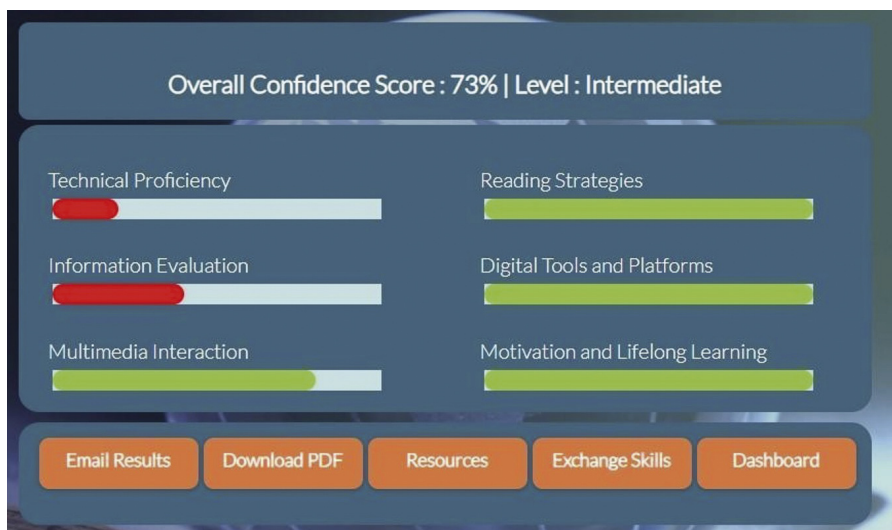 Overall Confidence Score : 73% | Level : Intermediate
Technical Proficiency
Reading Strategies
Information Evaluation
Digital Tools and Platforms
Multimedia Interaction
Motivation and Lifelong Learning
Email Results
Download PDF
Resources
Exchange Skills
Dashboard